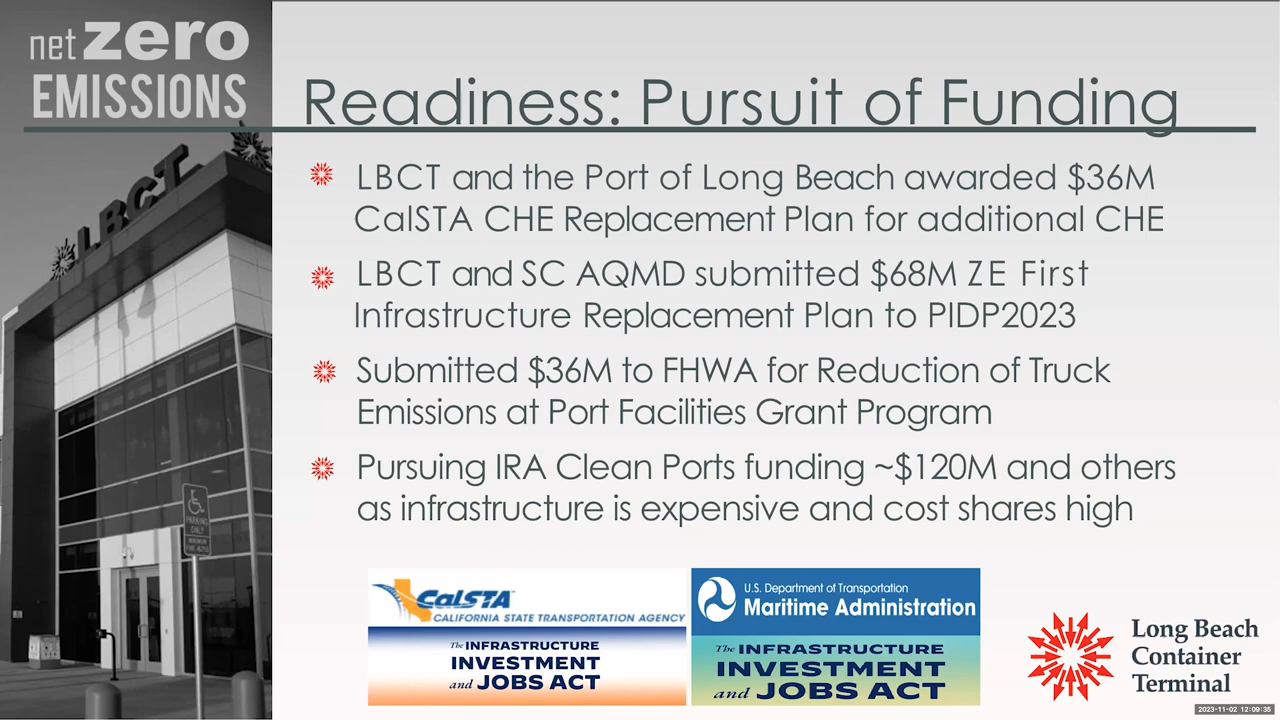 net zero
EMISSIONS
Readiness: Pursuit of Funding
LBCT and the Port of Long Beach awarded $36M
CalSTA CHE Replacement Plan for additional CHE
LBCT and SC AQMD submitted $68M ZE First
Infrastructure Replacement Plan to PIDP2023
Submitted $36M to FHWA for Reduction of Truck
Emissions at Port Facilities Grant Program
Pursuing IRA Clean Ports funding ~$120M and others
as infrastructure is expensive and cost shares high
LBCT
PARKING
ONLY
CalSTA
CALIFORNIA STATE TRANSPORTATION AGENCY
The INFRASTRUCTURE
INVESTMENT
and JOBS ACT
U.S. Department of Transportation
Maritime Administration
The INFRASTRUCTURE
INVESTMENT
and JOBS ACT
Long Beach
Container
Terminal
2023-11-02 12:09:35